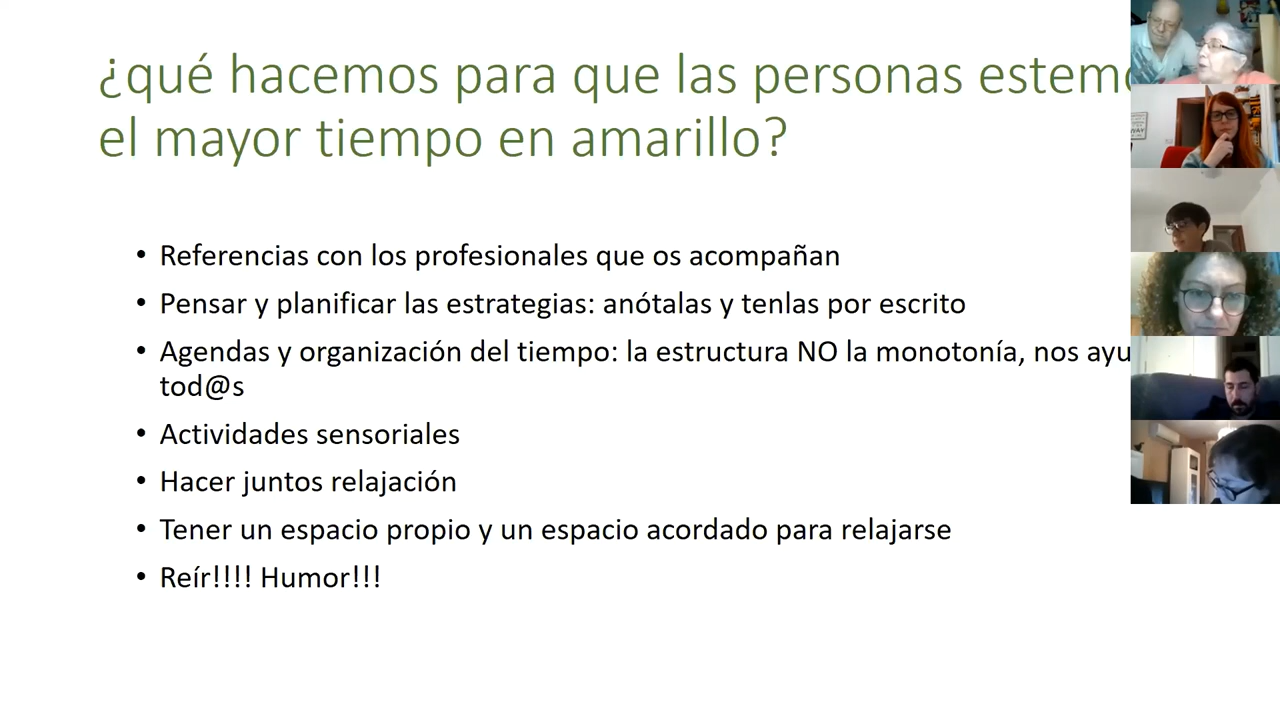 ¿qué hacemos para que las personas estemo
el mayor tiempo en amarillo?
• Referencias con los profesionales que os acompañan
• Pensar y planificar las estrategias: anótalas y tenlas por escrito
• Agendas y organización del tiempo: la estructura NO la monotonía, nos ayu
tod@s
• Actividades sensoriales
• Hacer juntos relajación
• Tener un espacio propio y un espacio acordado para relajarse
• Reír!!!! Humor!!!